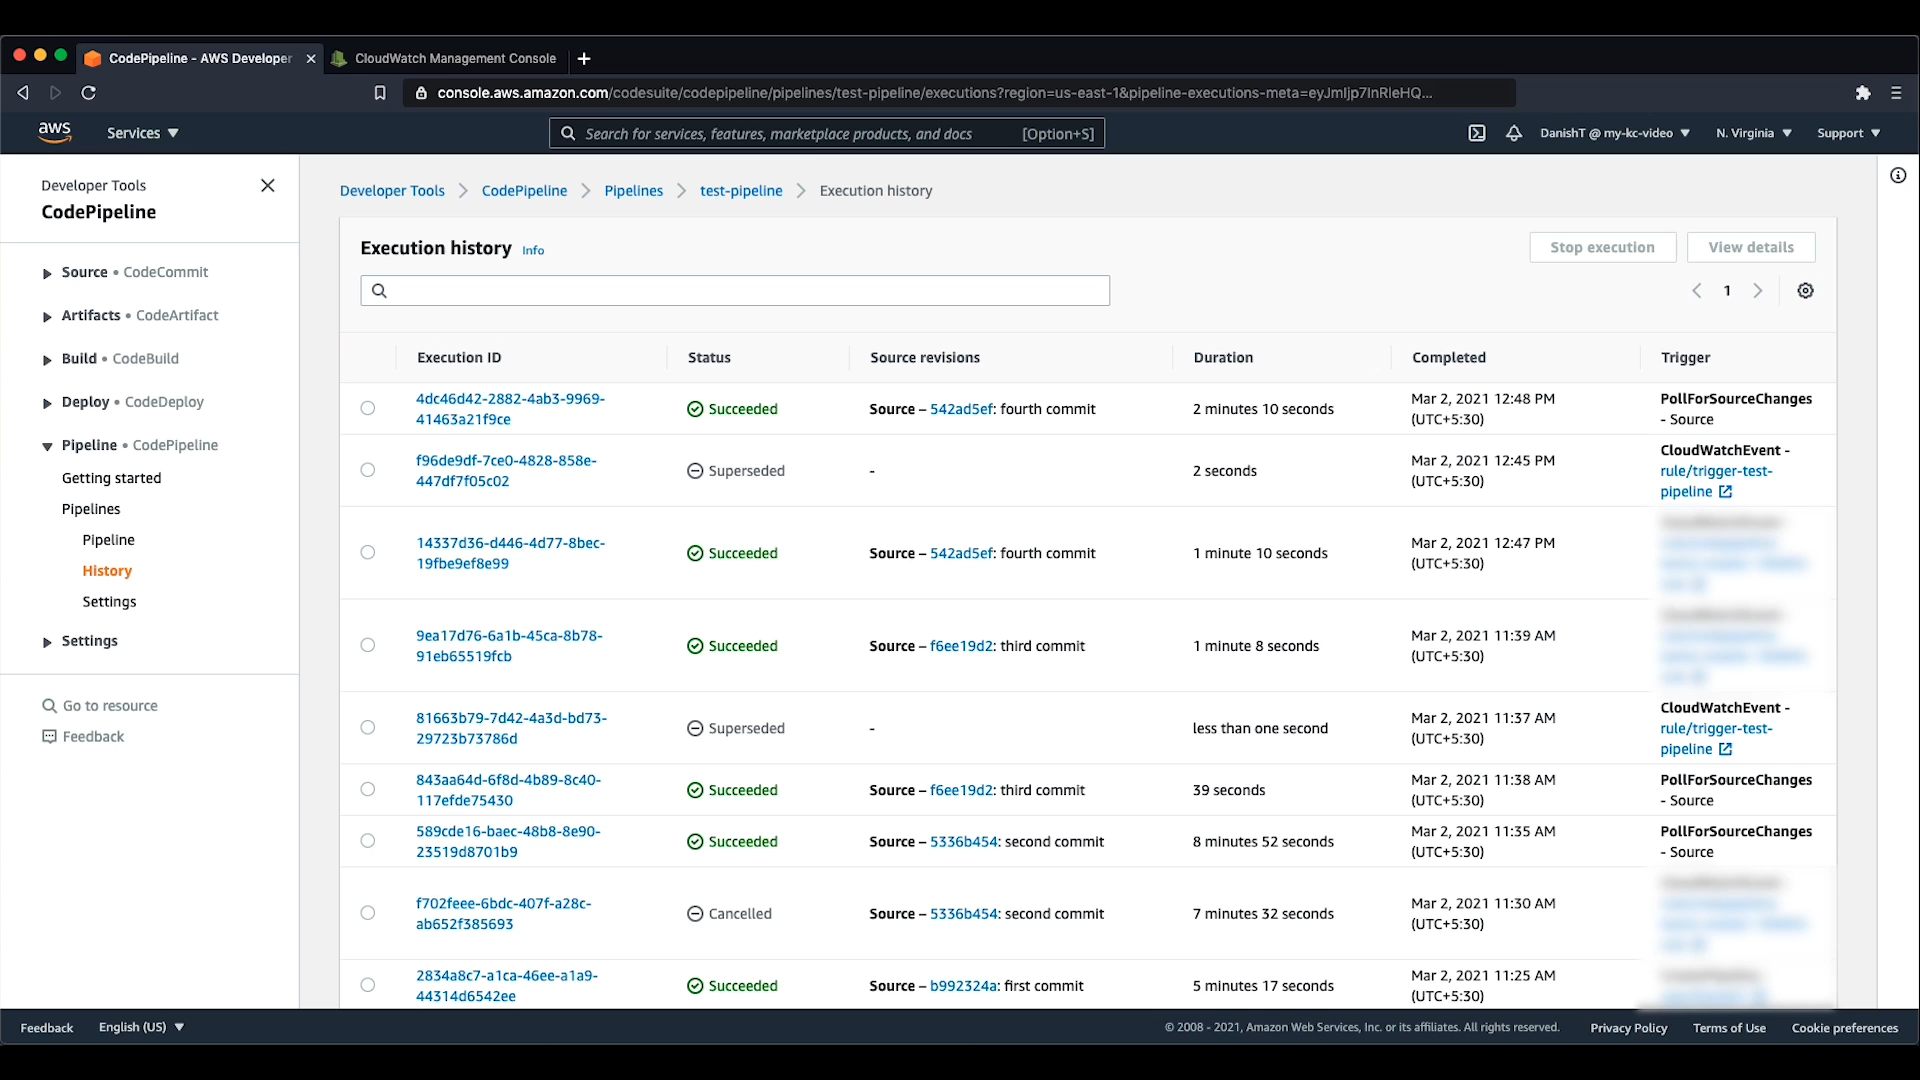 CodePipeline - AWS Developer
CloudWatch Management Console
console.aws.amazon.com/codesuite/codepipeline/pipelines/test-pipeline/executions?region=us-east-1&pipeline-executions-meta=eyJmIjp7InRleHQ...
aws
Services
Search for services, features, marketplace products, and docs [Option+S]
DanishT @ my-kc-video
N. Virginia
Support
Developer Tools
CodePipeline
Source • CodeCommit
Artifacts • CodeArtifact
Build • CodeBuild
Deploy • CodeDeploy
Pipeline • CodePipeline
Getting started
Pipelines
Pipeline
History
Settings
Settings
Go to resource
Feedback
Developer Tools > CodePipeline > Pipelines > test-pipeline > Execution history
Execution history Info
Stop execution
View details
1
Execution ID Status Source revisions Duration Completed Trigger
4dc46d42-2882-4ab3-9969-
41463a21f9ce
Succeeded
Source – 542ad5ef: fourth commit
2 minutes 10 seconds
Mar 2, 2021 12:48 PM
(UTC+5:30)
PollForSourceChanges
- Source
f96de9df-7ce0-4828-858e-
447df7f05c02
Superseded
-
2 seconds
Mar 2, 2021 12:45 PM
(UTC+5:30)
CloudWatchEvent -
rule/trigger-test-
pipeline
14337d36-d446-4d77-8bec-
19fbe9ef8e99
Succeeded
Source – 542ad5ef: fourth commit
1 minute 10 seconds
Mar 2, 2021 12:47 PM
(UTC+5:30)
9ea17d76-6a1b-45ca-8b78-
91eb65519fcb
Succeeded
Source – f6ee19d2: third commit
1 minute 8 seconds
Mar 2, 2021 11:39 AM
(UTC+5:30)
81663b79-7d42-4a3d-bd73-
29723b73786d
Superseded
-
less than one second
Mar 2, 2021 11:37 AM
(UTC+5:30)
CloudWatchEvent -
rule/trigger-test-
pipeline
843aa64d-6f8d-4b89-8c40-
117efde75430
Succeeded
Source – f6ee19d2: third commit
39 seconds
Mar 2, 2021 11:38 AM
(UTC+5:30)
PollForSourceChanges
- Source
589cde16-baec-48b8-8e90-
23519d8701b9
Succeeded
Source – 5336b454: second commit
8 minutes 52 seconds
Mar 2, 2021 11:35 AM
(UTC+5:30)
PollForSourceChanges
- Source
f702feee-6bdc-407f-a28c-
ab652f385693
Cancelled
Source – 5336b454: second commit
7 minutes 32 seconds
Mar 2, 2021 11:30 AM
(UTC+5:30)
2834a8c7-a1ca-46ee-a1a9-
44314d6542ee
Succeeded
Source – b992324a: first commit
5 minutes 17 seconds
Mar 2, 2021 11:25 AM
(UTC+5:30)
Feedback
English (US)
© 2008 - 2021, Amazon Web Services, Inc. or its affiliates. All rights reserved.
Privacy Policy
Terms of Use
Cookie preferences